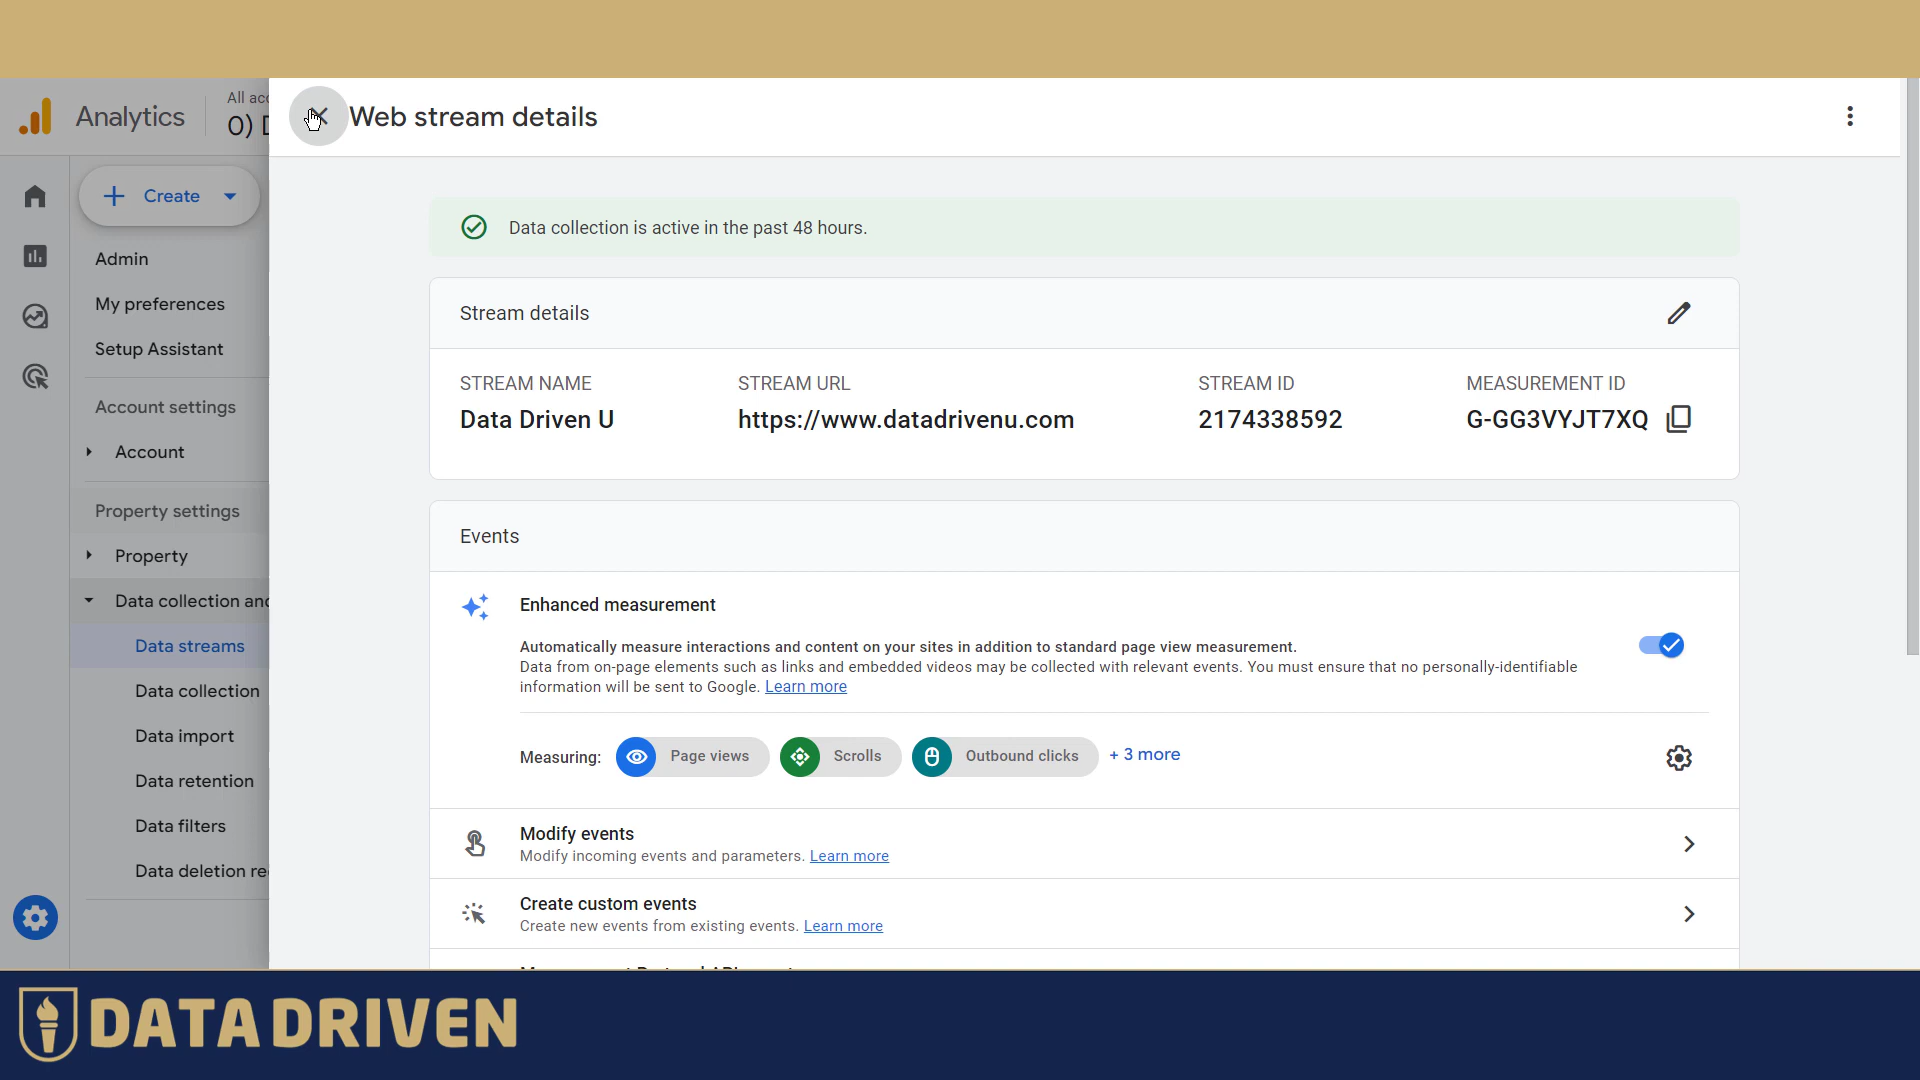 Analytics
All acc
0) D
Web stream details
Create
Admin
My preferences
Setup Assistant
Account settings
Account
Property settings
Property
Data collection and
Data streams
Data collection
Data import
Data retention
Data filters
Data deletion re
Data collection is active in the past 48 hours.
Stream details
STREAM NAME
Data Driven U
STREAM URL
https://www.datadrivenu.com
STREAM ID
2174338592
MEASUREMENT ID
G-GG3VYJT7XQ
Events
Enhanced measurement
Automatically measure interactions and content on your sites in addition to standard page view measurement.
Data from on-page elements such as links and embedded videos may be collected with relevant events. You must ensure that no personally-identifiable
information will be sent to Google. Learn more
Measuring: Page views Scrolls Outbound clicks + 3 more
Modify events
Modify incoming events and parameters. Learn more
Create custom events
Create new events from existing events. Learn more
DATA DRIVEN